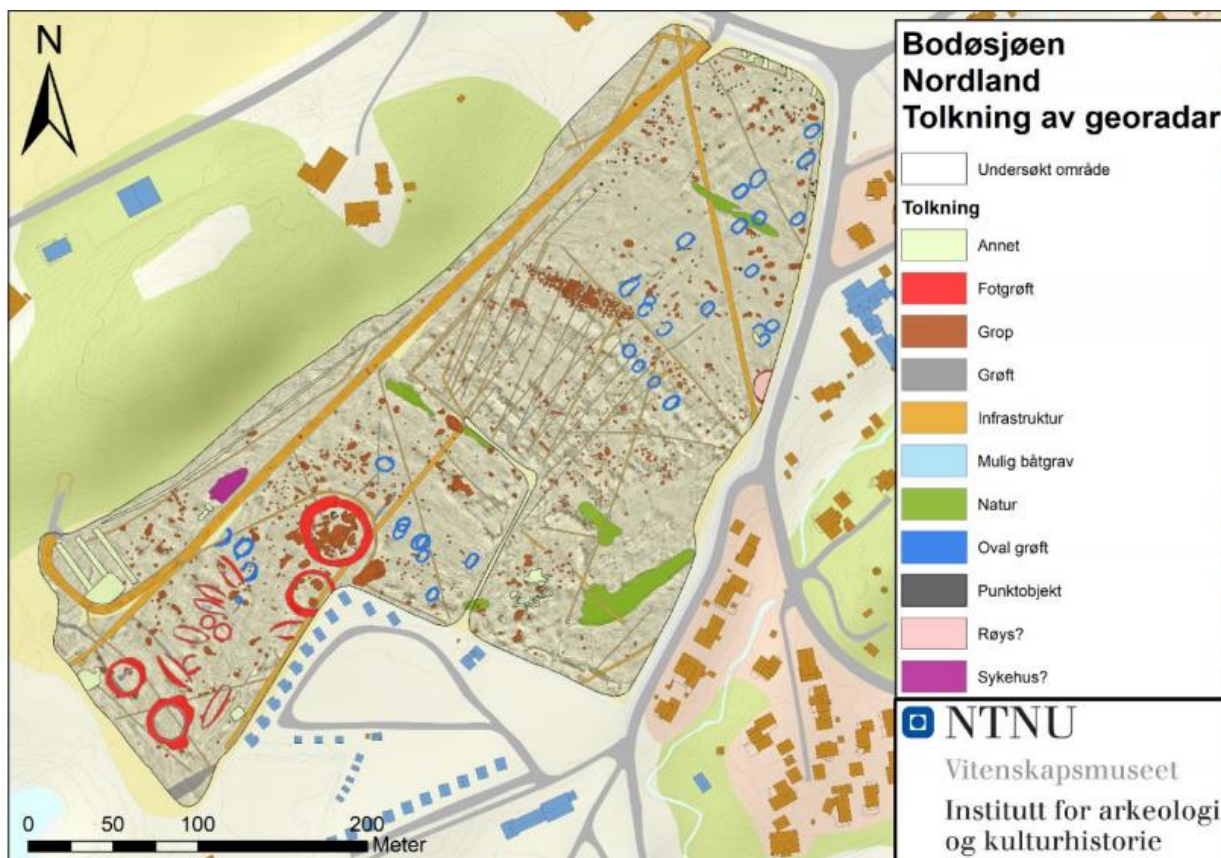 N
Bodøsjøen
Nordland
Tolkning av georadar
Undersøkt område
Tolkning
Annet
Fotgrøft
Grop
Grøft
Infrastruktur
Mulig båtgrav
Natur
Oval grøft
Punktobjekt
Røys?
Sykehus?
NTNU
Vitenskapsmuseet
Institutt for arkeologi
og kulturhistorie
0 50 100 200
Meter